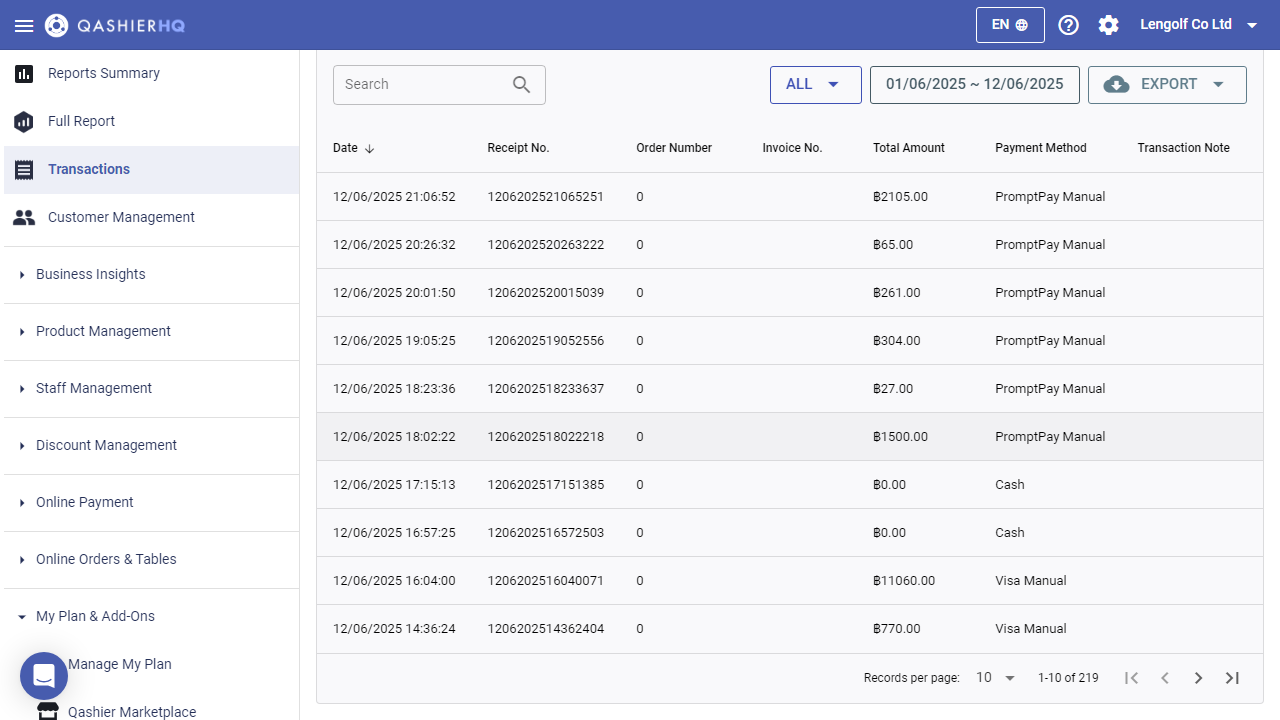 QASHIERHQ
EN
Lengolf Co Ltd
Reports Summary
Full Report
Transactions
Customer Management
Business Insights
Product Management
Staff Management
Discount Management
Online Payment
Online Orders & Tables
My Plan & Add-Ons
Manage My Plan
Qashier Marketplace
Search
ALL
01/06/2025 ~ 12/06/2025
EXPORT
Date Receipt No. Order Number Invoice No. Total Amount Payment Method Transaction Note
12/06/2025 21:06:52 1206202521065251 0 ฿2105.00 PromptPay Manual
12/06/2025 20:26:32 1206202520263222 0 ฿65.00 PromptPay Manual
12/06/2025 20:01:50 1206202520015039 0 ฿261.00 PromptPay Manual
12/06/2025 19:05:25 1206202519052556 0 ฿304.00 PromptPay Manual
12/06/2025 18:23:36 1206202518233637 0 ฿27.00 PromptPay Manual
12/06/2025 18:02:22 1206202518022218 0 ฿1500.00 PromptPay Manual
12/06/2025 17:15:13 1206202517151385 0 ฿0.00 Cash
12/06/2025 16:57:25 1206202516572503 0 ฿0.00 Cash
12/06/2025 16:04:00 1206202516040071 0 ฿11060.00 Visa Manual
12/06/2025 14:36:24 1206202514362404 0 ฿770.00 Visa Manual
Records per page: 10 1-10 of 219